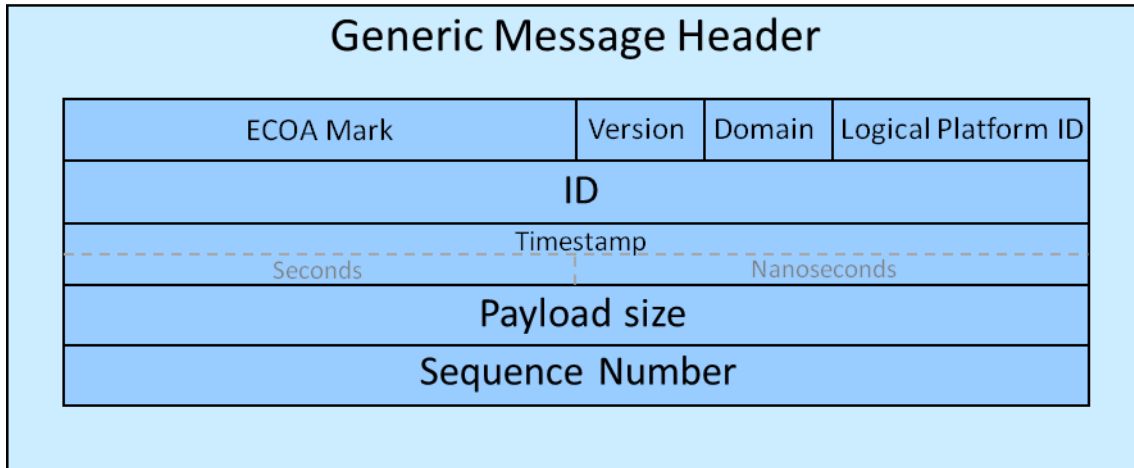 Generic Message Header
ECOA Mark Version Domain Logical Platform ID
ID
Timestamp
Seconds Nanoseconds
Payload size
Sequence Number